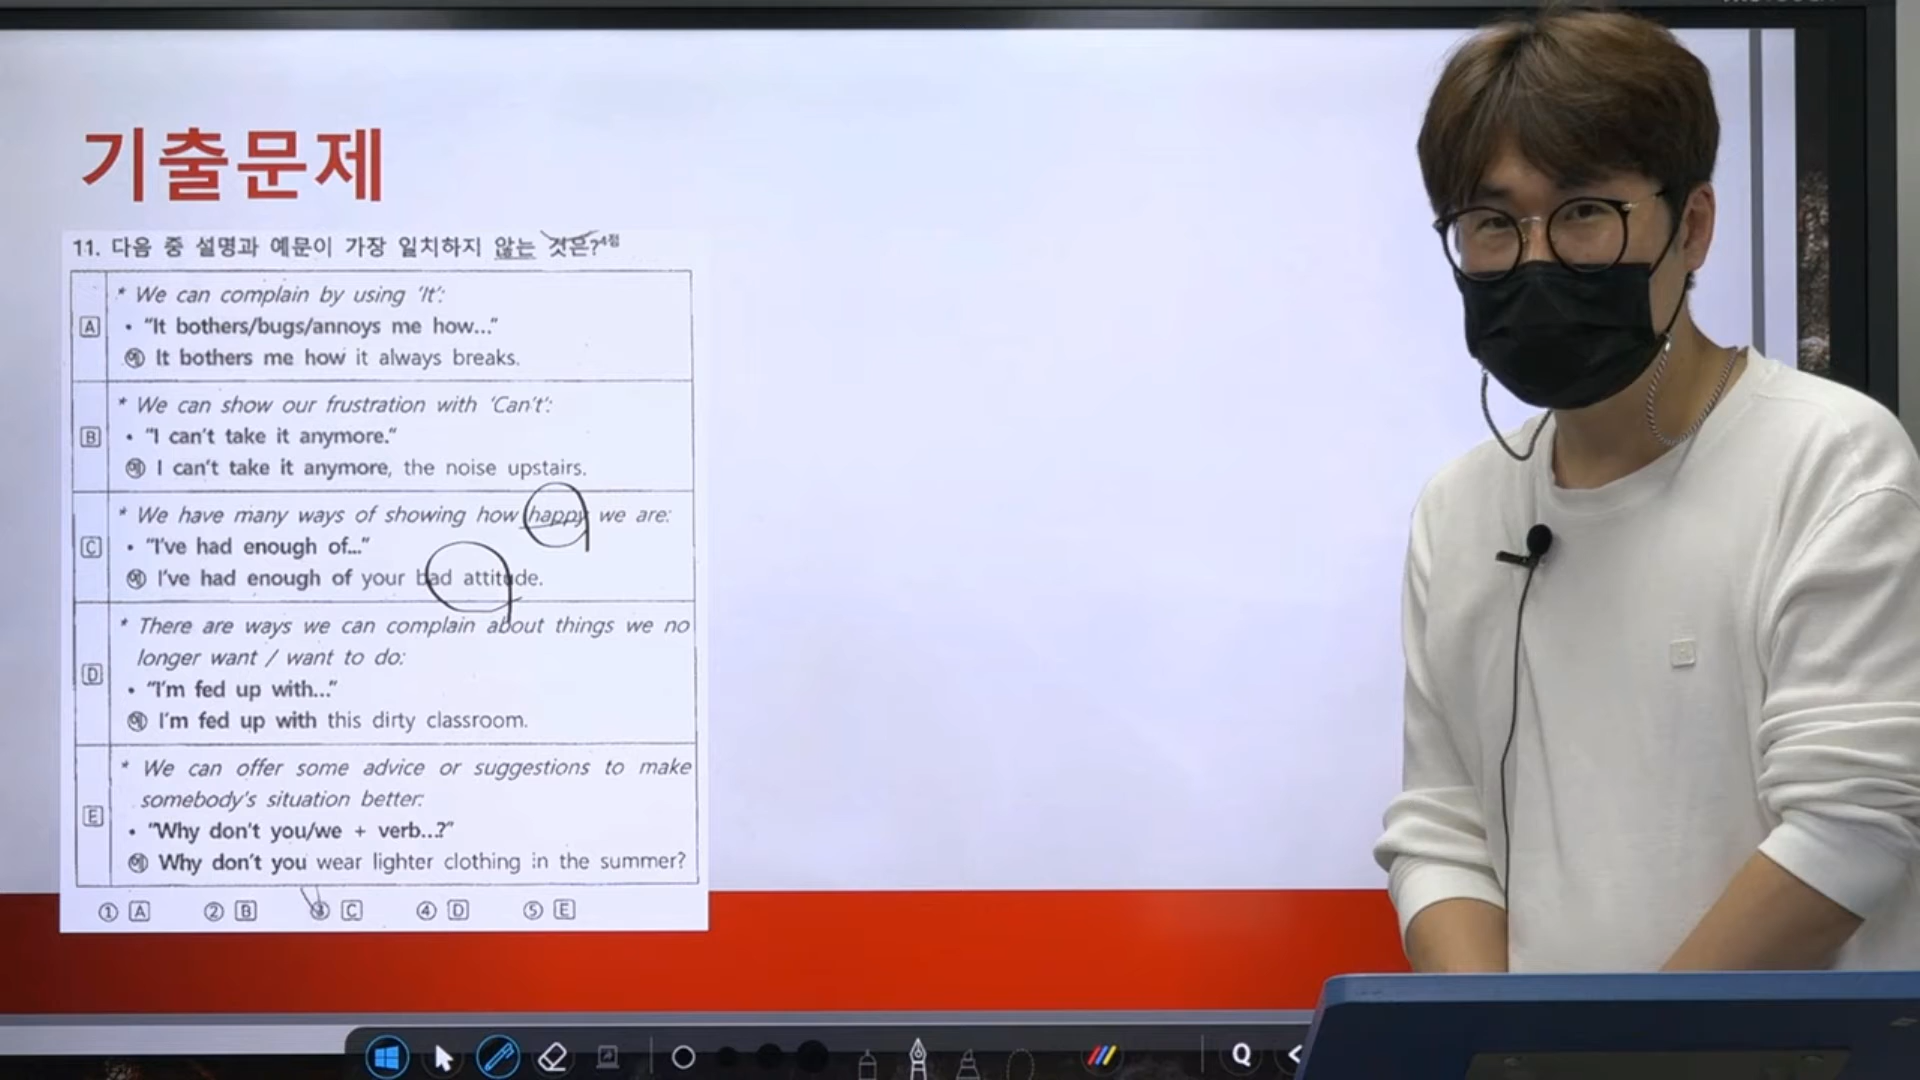 기출문제
11. 다음 중 설명과 예문이 가장 일치하지 않는 것은? 4점
A
* We can complain by using 'It':
• "It bothers/bugs/annoys me how..."
예 It bothers me how it always breaks.
B
* We can show our frustration with 'Can't':
• "I can't take it anymore."
예 I can't take it anymore, the noise upstairs.
C
* We have many ways of showing how happy we are:
• "I've had enough of..."
예 I've had enough of your bad attitude.
D
* There are ways we can complain about things we no
longer want / want to do:
• "I'm fed up with..."
예 I'm fed up with this dirty classroom.
E
* We can offer some advice or suggestions to make
somebody's situation better:
• "Why don't you/we + verb...?"
예 Why don't you wear lighter clothing in the summer?
① A ② B ③ C ④ D ⑤ E